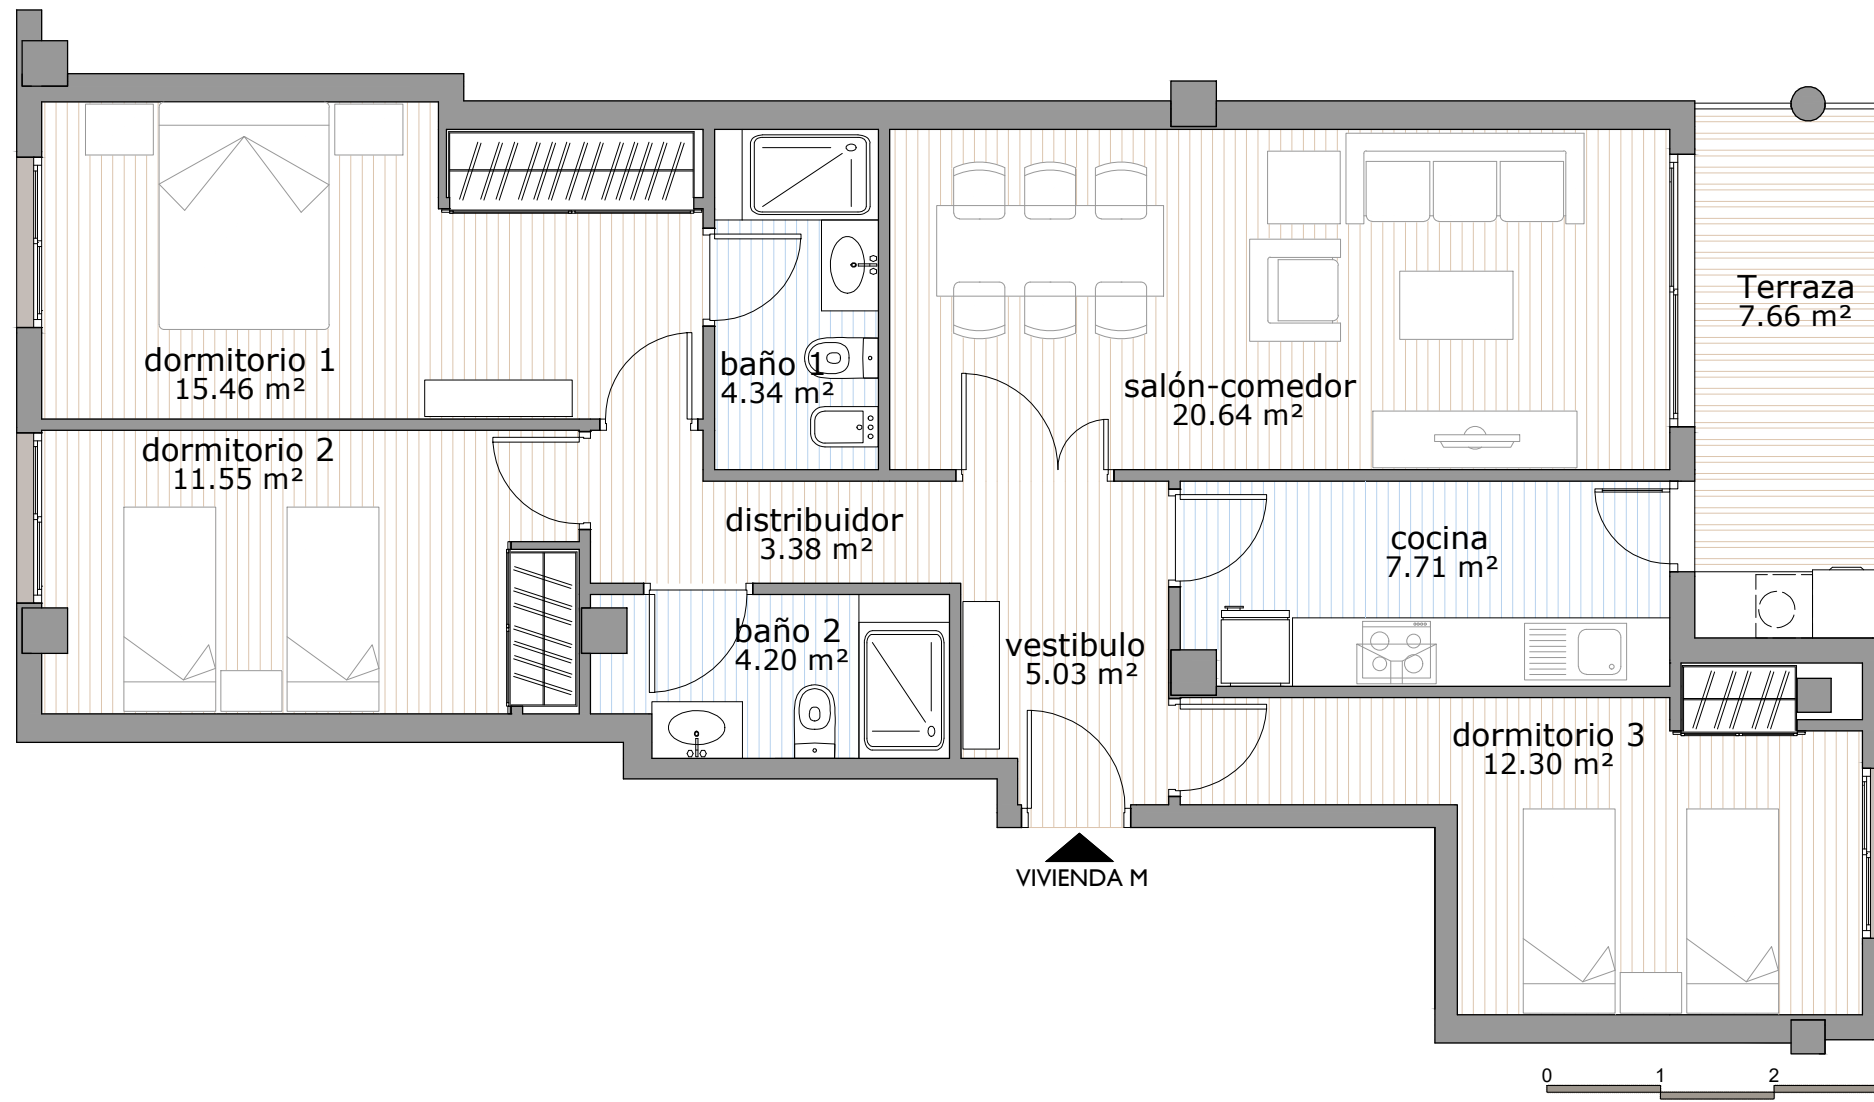 Terraza
7.66 m²
dormitorio 1
15.46 m²
baño 1
4.34 m²
salón-comedor
20.64 m²
dormitorio 2
11.55 m²
distribuidor
3.38 m²
cocina
7.71 m²
baño 2
4.20 m²
vestibulo
5.03 m²
dormitorio 3
12.30 m²
VIVIENDA M
0 1 2